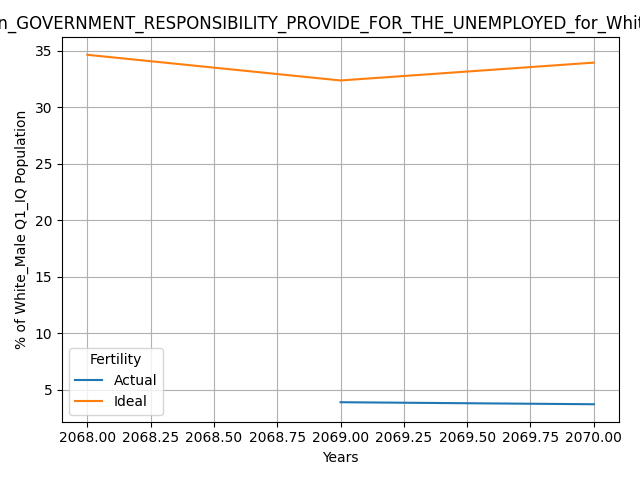 n_GOVERNMENT_RESPONSIBILITY_PROVIDE_FOR_THE_UNEMPLOYED_for_Whit
35
30
25
20
15
10
5
% of White_Male Q1_IQ Population
Fertility
Actual
Ideal
2068.00 2068.25 2068.50 2068.75 2069.00 2069.25 2069.50 2069.75 2070.00
Years